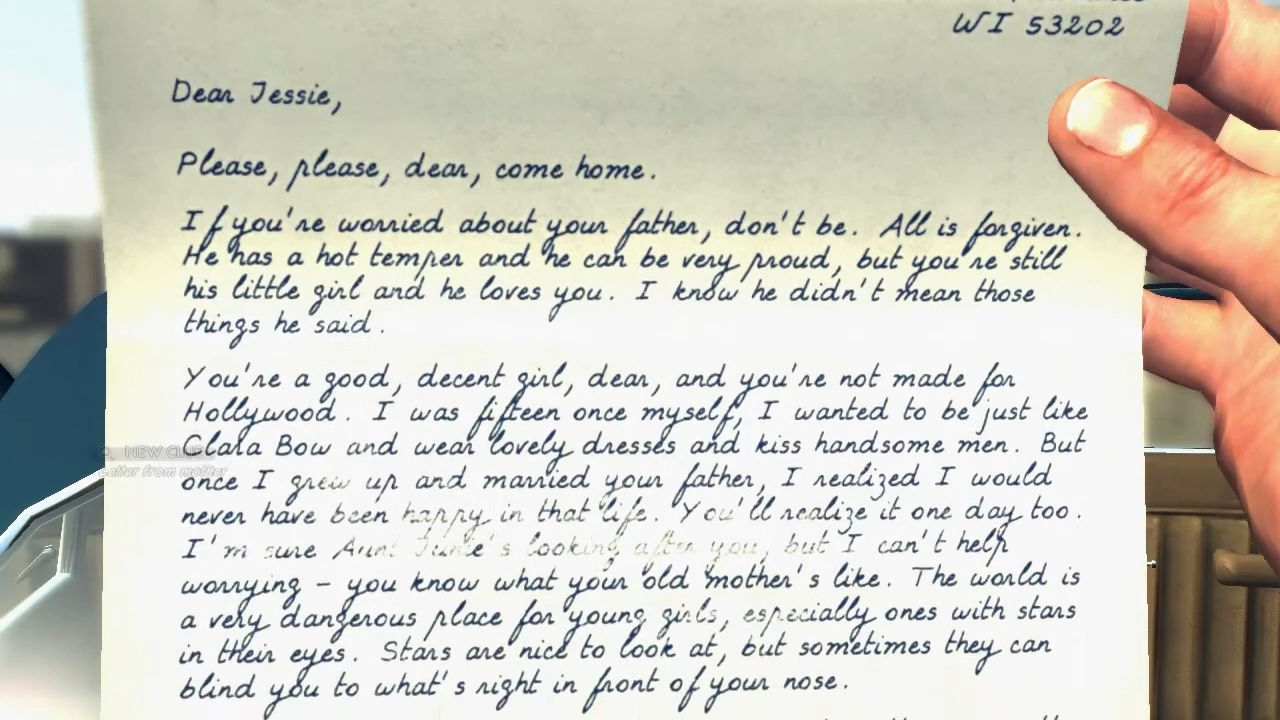 WI 53202
Dear Jessie,
Please, please, dear, come home.
If you're worried about your father, don't be. All is forgiven.
He has a hot temper and he can be very proud, but you're still
his little girl and he loves you. I know he didn't mean those
things he said.
You're a good, decent girl, dear, and you're not made for
Hollywood. I was fifteen once myself, I wanted to be just like
Clara Bow and wear lovely dresses and kiss handsome men. But
NEW CLUE
Letter from mother
once I grew up and married your father, I realized I would
never have been happy in that life. You'll realize it one day too.
I'm sure Aunt Junie's looking after you, but I can't help
worrying – you know what your old mother's like. The world is
a very dangerous place for young girls, especially ones with stars
in their eyes. Stars are nice to look at, but sometimes they can
blind you to what's right in front of your nose.